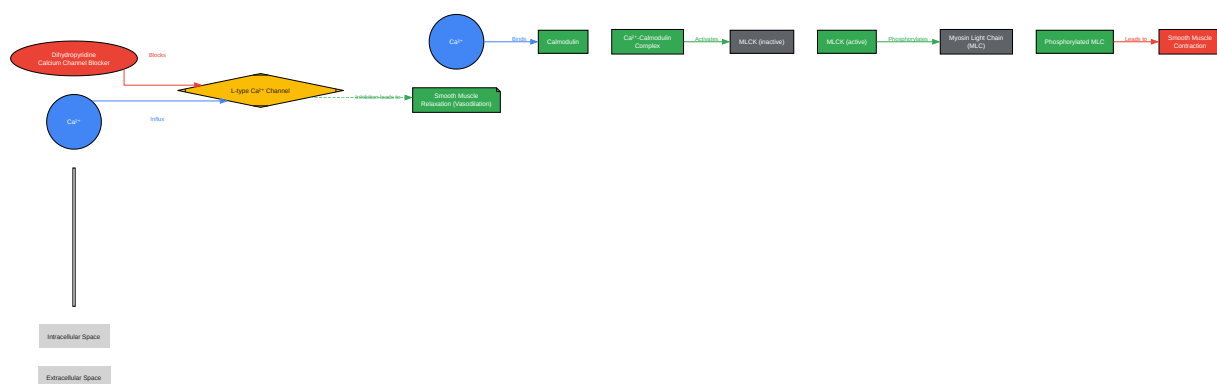 Dihydropyridine
Calcium Channel Blocker
Blocks
Ca²⁺
Influx
L-type Ca²⁺ Channel
Inhibition leads to
Smooth Muscle
Relaxation (Vasodilation)
Ca²⁺
Binds
Calmodulin
Ca²⁺-Calmodulin
Complex
Activates
MLCK (inactive)
MLCK (active)
Phosphorylates
Myosin Light Chain
(MLC)
Phosphorylated MLC
Leads to
Smooth Muscle
Contraction
Intracellular Space
Extracellular Space